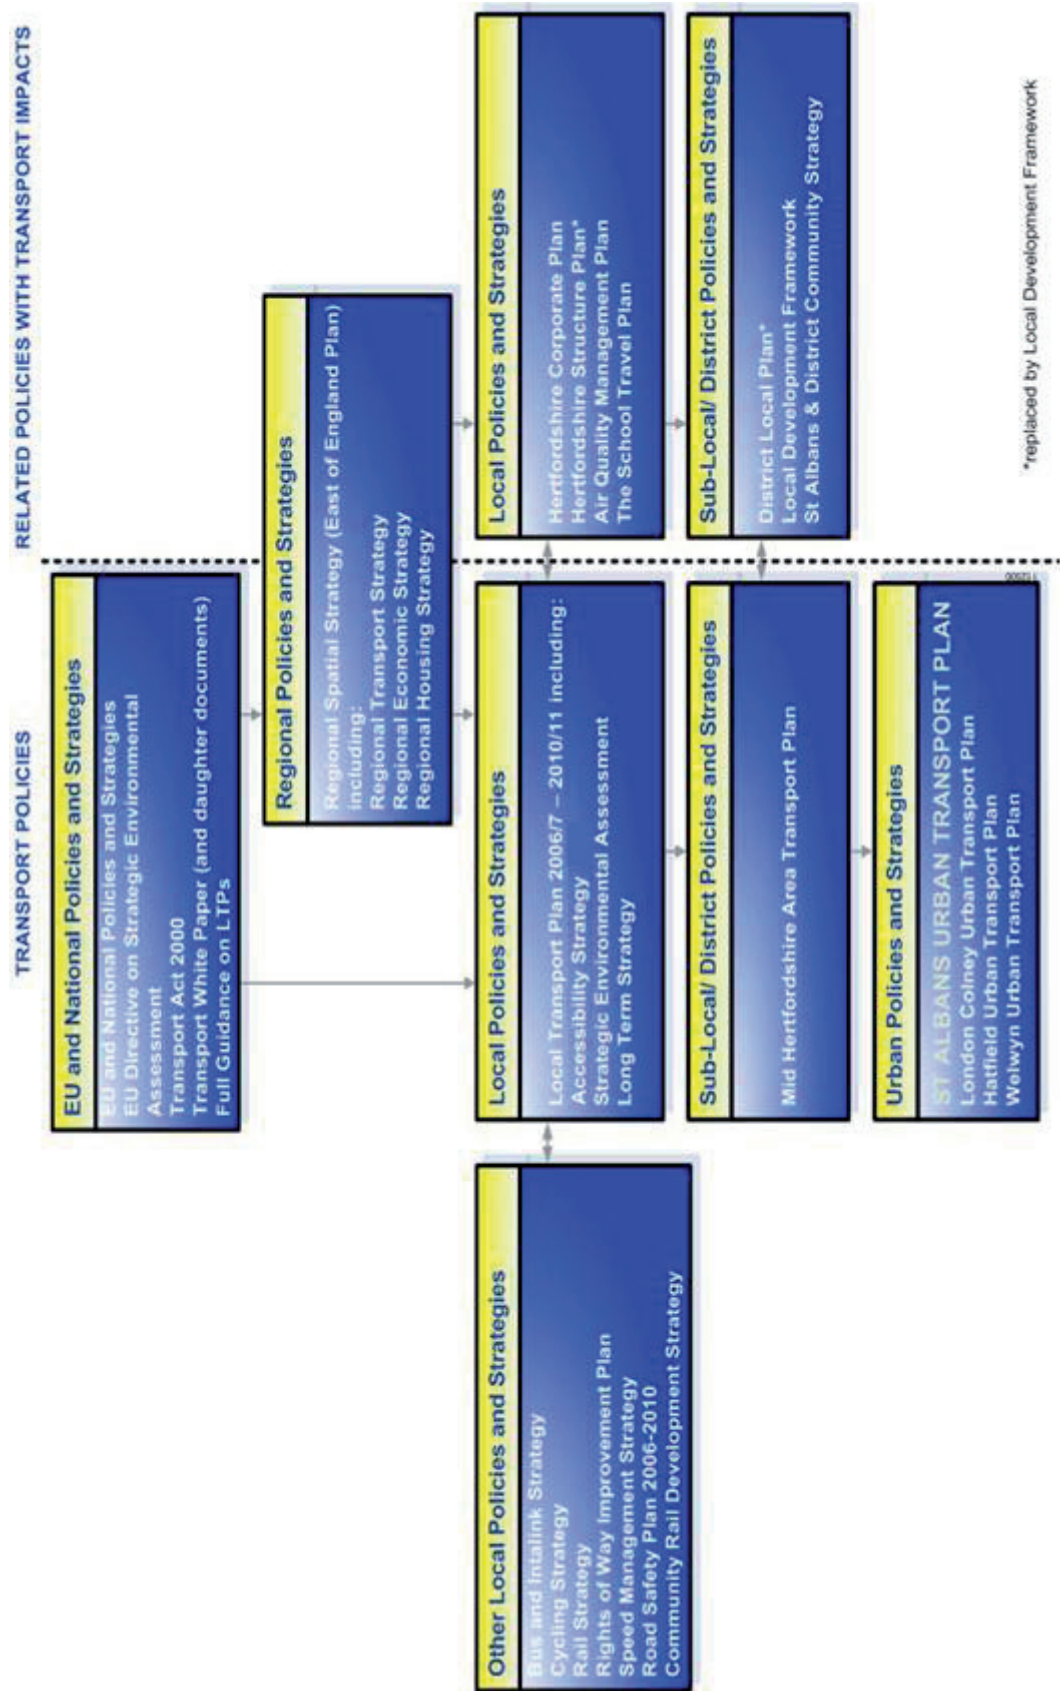 TRANSPORT POLICIES
RELATED POLICIES WITH TRANSPORT IMPACTS
EU and National Policies and Strategies
EU and National Policies and Strategies
EU Directive on Strategic Environmental
Assessment
Transport Act 2000
Transport White Paper (and daughter documents)
Full Guidance on LTPs
Regional Policies and Strategies
Regional Spatial Strategy (East of England Plan)
including:
Regional Transport Strategy
Regional Economic Strategy
Regional Housing Strategy
Other Local Policies and Strategies
Bus and Intalink Strategy
Cycling Strategy
Rail Strategy
Rights of Way Improvement Plan
Speed Management Strategy
Road Safety Plan 2006-2010
Community Rail Development Strategy
Local Policies and Strategies
Local Transport Plan 2006/7 – 2010/11 including:
Accessibility Strategy
Strategic Environmental Assessment
Long Term Strategy
Local Policies and Strategies
Hertfordshire Corporate Plan
Hertfordshire Structure Plan*
Air Quality Management Plan
The School Travel Plan
Sub-Local/ District Policies and Strategies
Mid Hertfordshire Area Transport Plan
Sub-Local/ District Policies and Strategies
District Local Plan*
Local Development Framework
St Albans & District Community Strategy
Urban Policies and Strategies
ST ALBANS URBAN TRANSPORT PLAN
London Colney Urban Transport Plan
Hatfield Urban Transport Plan
Welwyn Urban Transport Plan
*replaced by Local Development Framework